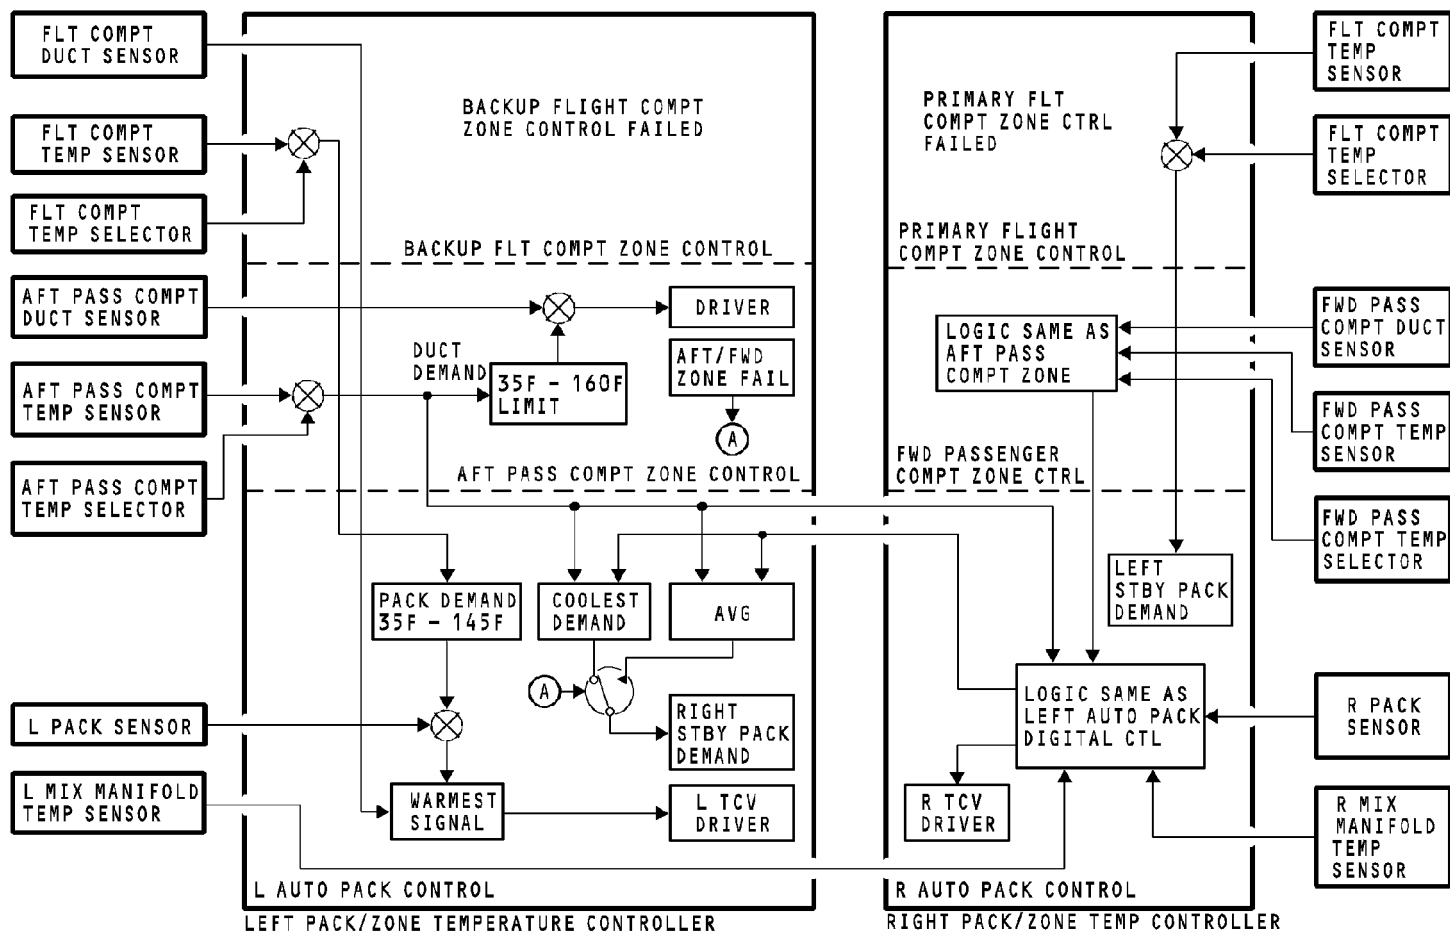 FLT COMPT
DUCT SENSOR
FLT COMPT
TEMP SENSOR
FLT COMPT
TEMP SELECTOR
AFT PASS COMPT
DUCT SENSOR
AFT PASS COMPT
TEMP SENSOR
AFT PASS COMPT
TEMP SELECTOR
L PACK SENSOR
L MIX MANIFOLD
TEMP SENSOR
BACKUP FLIGHT COMPT
ZONE CONTROL FAILED
BACKUP FLT COMPT ZONE CONTROL
DRIVER
DUCT
DEMAND
35F - 160F
LIMIT
AFT/FWD
ZONE FAIL
A
AFT PASS COMPT ZONE CONTROL
PACK DEMAND
35F - 145F
COOLEST
DEMAND
AVG
A
RIGHT
STBY PACK
DEMAND
WARMEST
SIGNAL
L TCV
DRIVER
L AUTO PACK CONTROL
LEFT PACK/ZONE TEMPERATURE CONTROLLER
PRIMARY FLT
COMPT ZONE CTRL
FAILED
PRIMARY FLIGHT
COMPT ZONE CONTROL
LOGIC SAME AS
AFT PASS
COMPT ZONE
FWD PASSENGER
COMPT ZONE CTRL
LEFT
STBY PACK
DEMAND
LOGIC SAME AS
LEFT AUTO PACK
DIGITAL CTL
R TCV
DRIVER
R AUTO PACK CONTROL
RIGHT PACK/ZONE TEMP CONTROLLER
FLT COMPT
TEMP
SENSOR
FLT COMPT
TEMP
SELECTOR
FWD PASS
COMPT DUCT
SENSOR
FWD PASS
COMPT TEMP
SENSOR
FWD PASS
COMPT TEMP
SELECTOR
R PACK
SENSOR
R MIX
MANIFOLD
TEMP
SENSOR